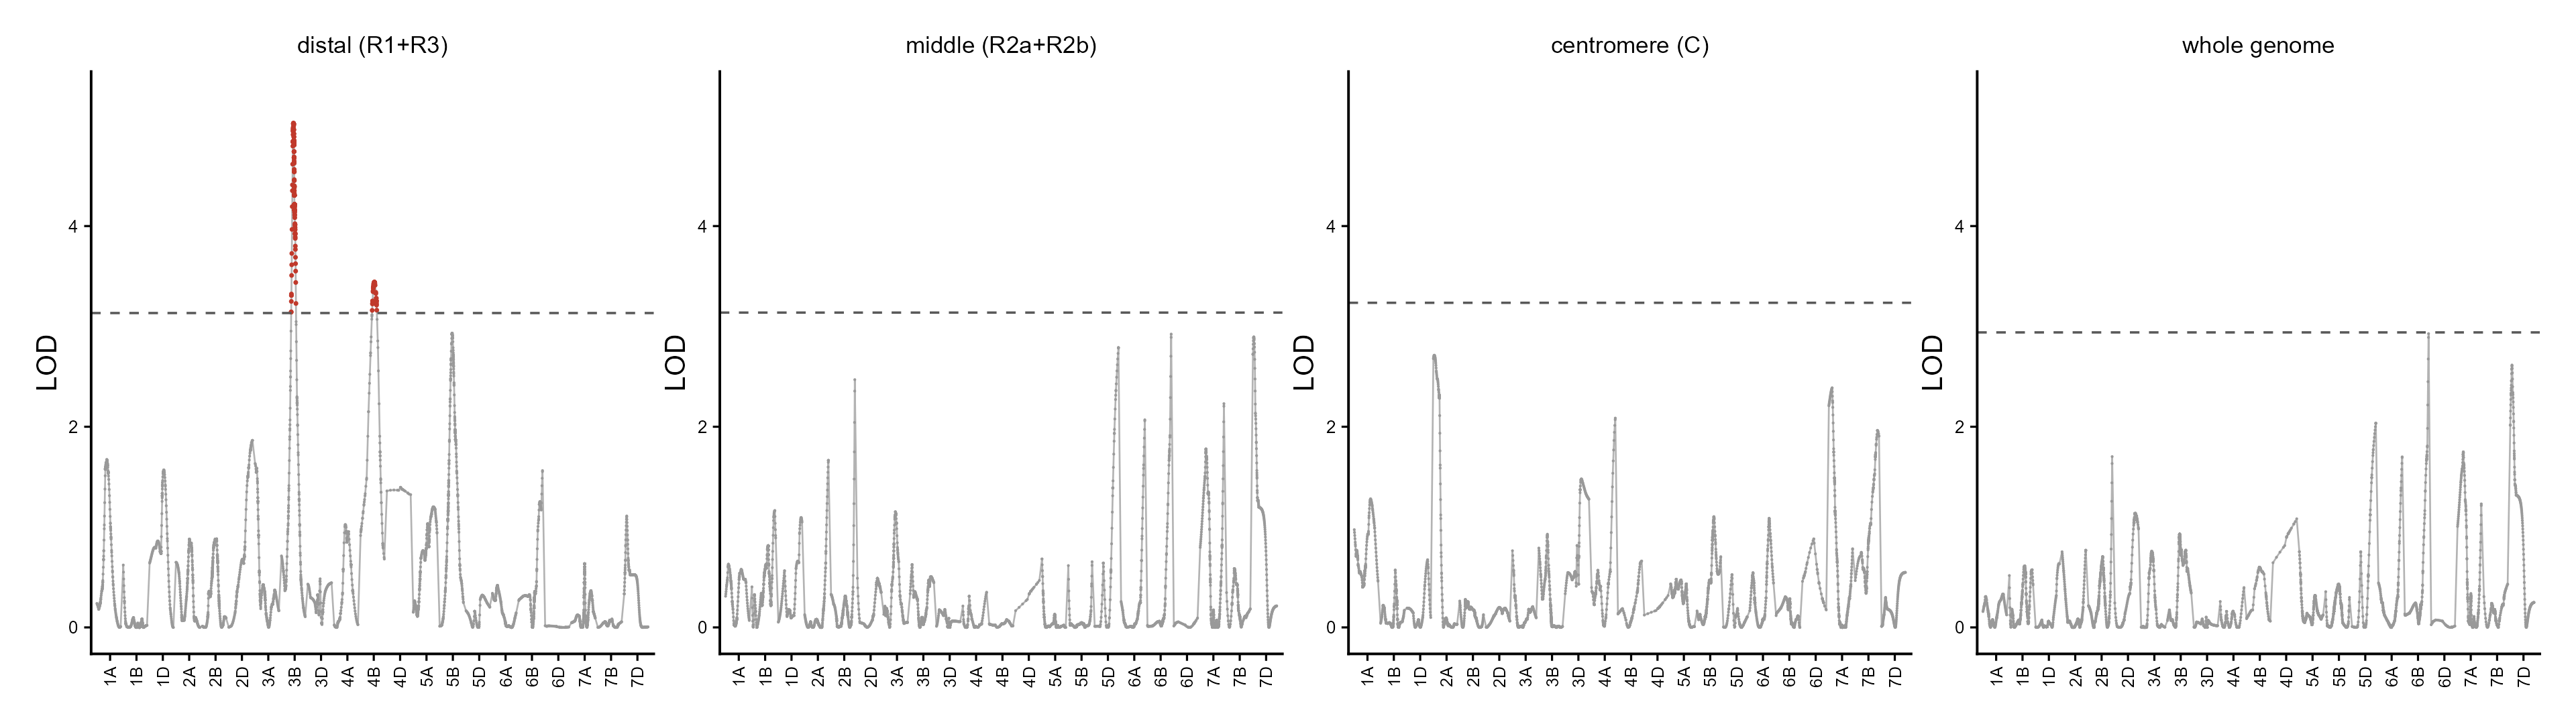 distal (R1+R3)
middle (R2a+R2b)
centromere (C)
whole genome
LOD
4
2
0
1A 1B 1D 2A 2B 2D 3A 3B 3D 4A 4B 4D 5A 5B 5D 6A 6B 6D 7A 7B 7D
LOD
4
2
0
1A 1B 1D 2A 2B 2D 3A 3B 3D 4A 4B 4D 5A 5B 5D 6A 6B 6D 7A 7B 7D
LOD
4
2
0
1A 1B 1D 2A 2B 2D 3A 3B 3D 4A 4B 4D 5A 5B 5D 6A 6B 6D 7A 7B 7D
LOD
4
2
0
1A 1B 1D 2A 2B 2D 3A 3B 3D 4A 4B 4D 5A 5B 5D 6A 6B 6D 7A 7B 7D